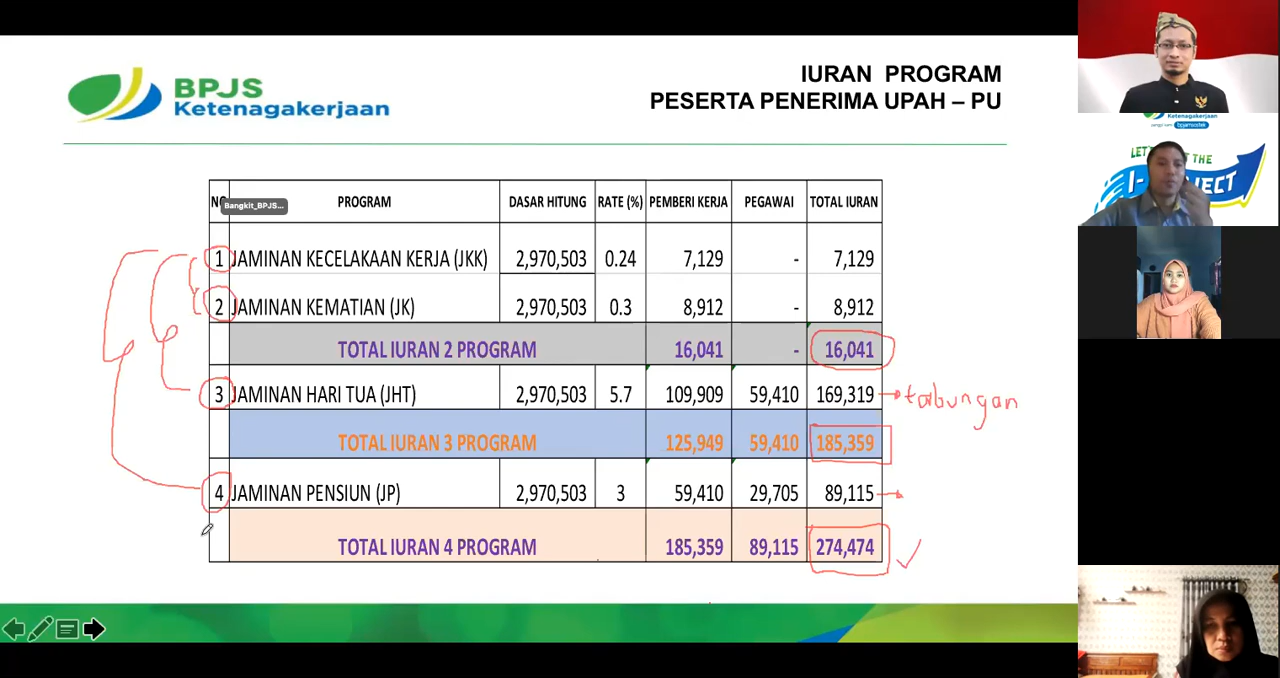 BPJS
Ketenagakerjaan
IURAN PROGRAM
PESERTA PENERIMA UPAH – PU
NO PROGRAM DASAR HITUNG RATE (%) PEMBERI KERJA PEGAWAI TOTAL IURAN
Bangkit_BPJS...
1 JAMINAN KECELAKAAN KERJA (JKK) 2,970,503 0.24 7,129 - 7,129
2 JAMINAN KEMATIAN (JK) 2,970,503 0.3 8,912 - 8,912
TOTAL IURAN 2 PROGRAM 16,041 - 16,041
3 JAMINAN HARI TUA (JHT) 2,970,503 5.7 109,909 59,410 169,319 tabungan
TOTAL IURAN 3 PROGRAM 125,949 59,410 185,359
4 JAMINAN PENSIUN (JP) 2,970,503 3 59,410 29,705 89,115
TOTAL IURAN 4 PROGRAM 185,359 89,115 274,474
Ketenagakerjaan
bpjamsostek
THE